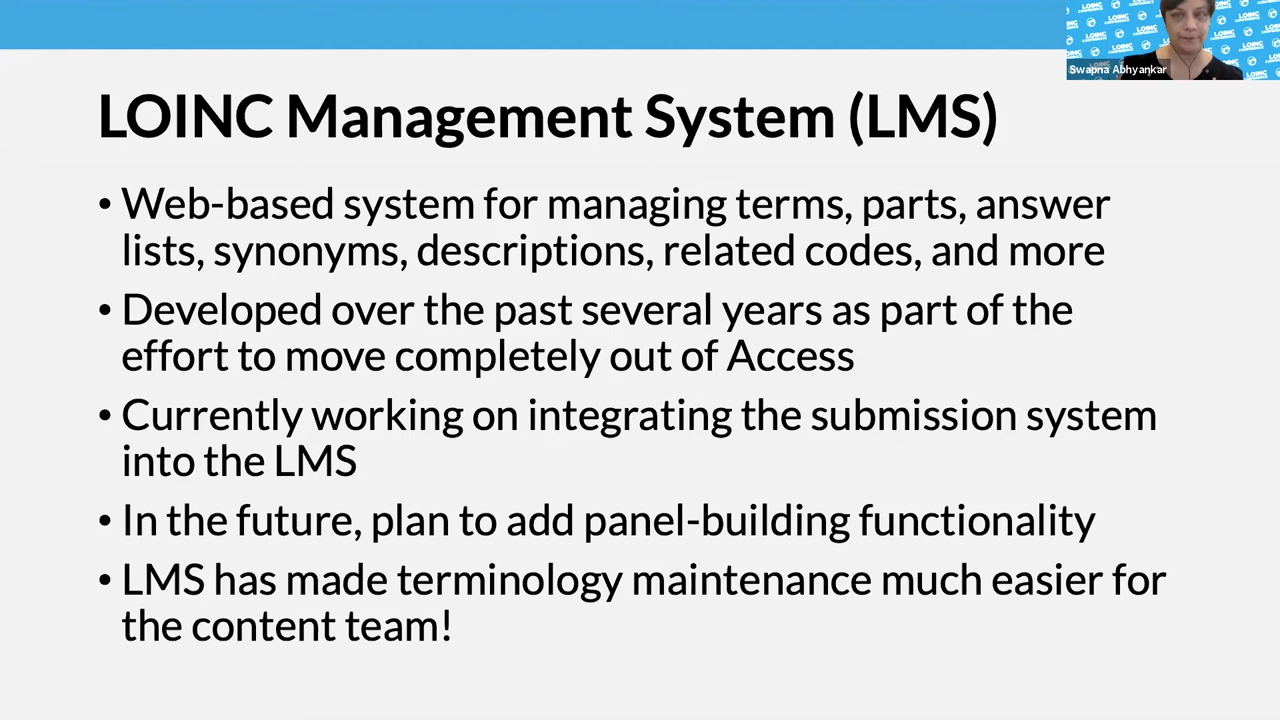 LOINC Management System (LMS)
• Web-based system for managing terms, parts, answer
lists, synonyms, descriptions, related codes, and more
• Developed over the past several years as part of the
effort to move completely out of Access
• Currently working on integrating the submission system
into the LMS
• In the future, plan to add panel-building functionality
• LMS has made terminology maintenance much easier for
the content team!
Swapna Abhyankar